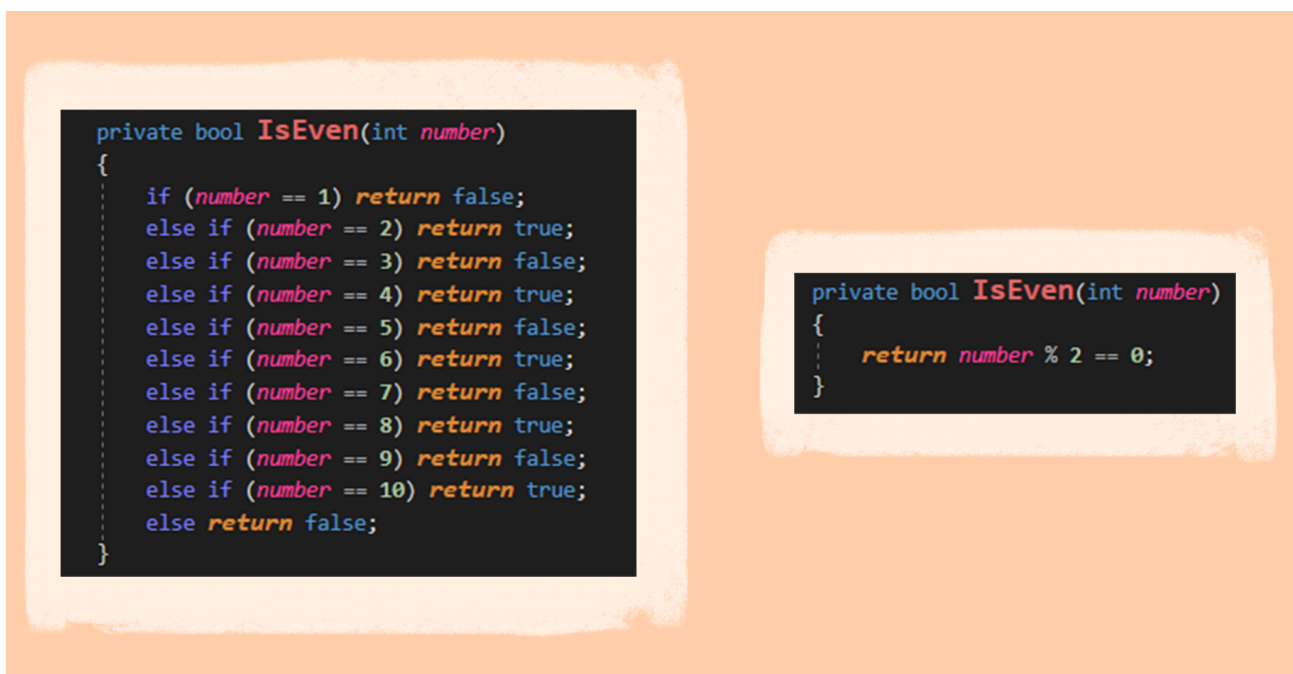 private bool IsEven(int number)
{
if (number == 1) return false;
else if (number == 2) return true;
else if (number == 3) return false;
else if (number == 4) return true;
else if (number == 5) return false;
else if (number == 6) return true;
else if (number == 7) return false;
else if (number == 8) return true;
else if (number == 9) return false;
else if (number == 10) return true;
else return false;
}
private bool IsEven(int number)
{
return number % 2 == 0;
}